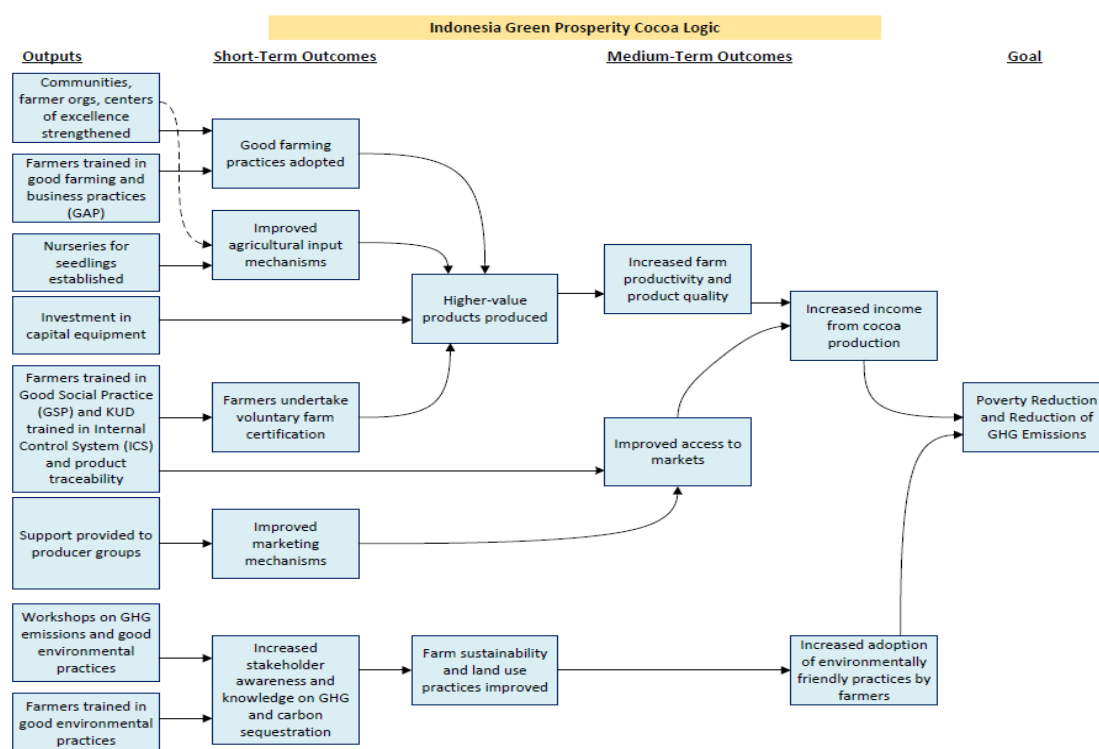 Indonesia Green Prosperity Cocoa Logic
Outputs
Short-Term Outcomes
Medium-Term Outcomes
Goal
Communities,
farmer orgs, centers
of excellence
strengthened
Farmers trained in
good farming and
business practices
(GAP)
Nurseries for
seedlings
established
Investment in
capital equipment
Farmers trained in
Good Social Practice
(GSP) and KUD
trained in Internal
Control System (ICS)
and product
traceability
Support provided to
producer groups
Workshops on GHG
emissions and good
environmental
practices
Farmers trained in
good environmental
practices
Good farming
practices adopted
Improved
agricultural input
mechanisms
Farmers undertake
voluntary farm
certification
Improved
marketing
mechanisms
Increased
stakeholder
awareness and
knowledge on GHG
and carbon
sequestration
Higher-value
products produced
Farm sustainability
and land use
practices improved
Increased farm
productivity and
product quality
Improved access to
markets
Increased income
from cocoa
production
Increased adoption
of environmentally
friendly practices by
farmers
Poverty Reduction
and Reduction of
GHG Emissions